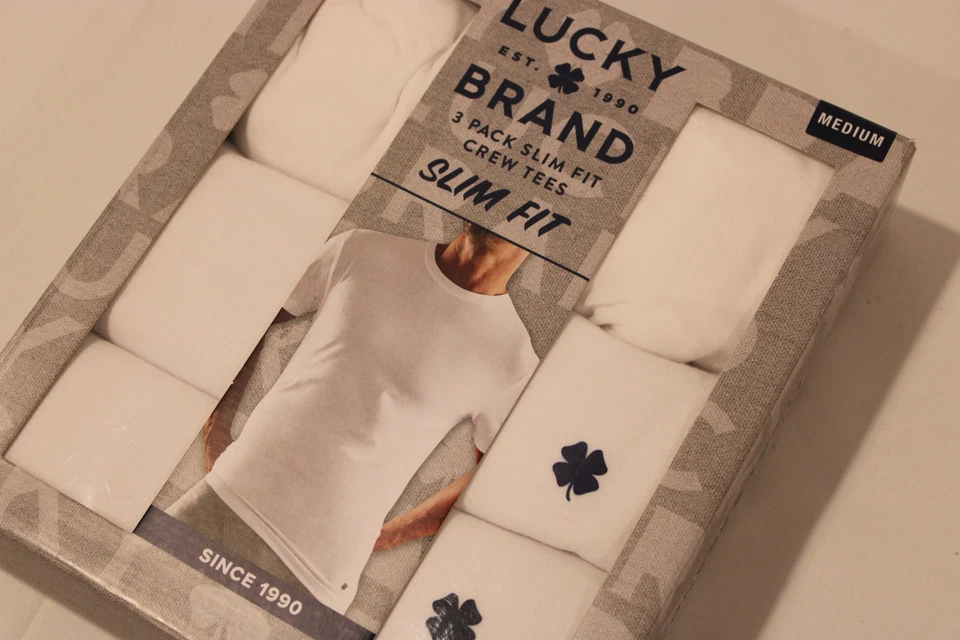 LUCKY
EST. 1990
BRAND
3 PACK SLIM FIT
CREW TEES
SLIM FIT
MEDIUM
SINCE 1990